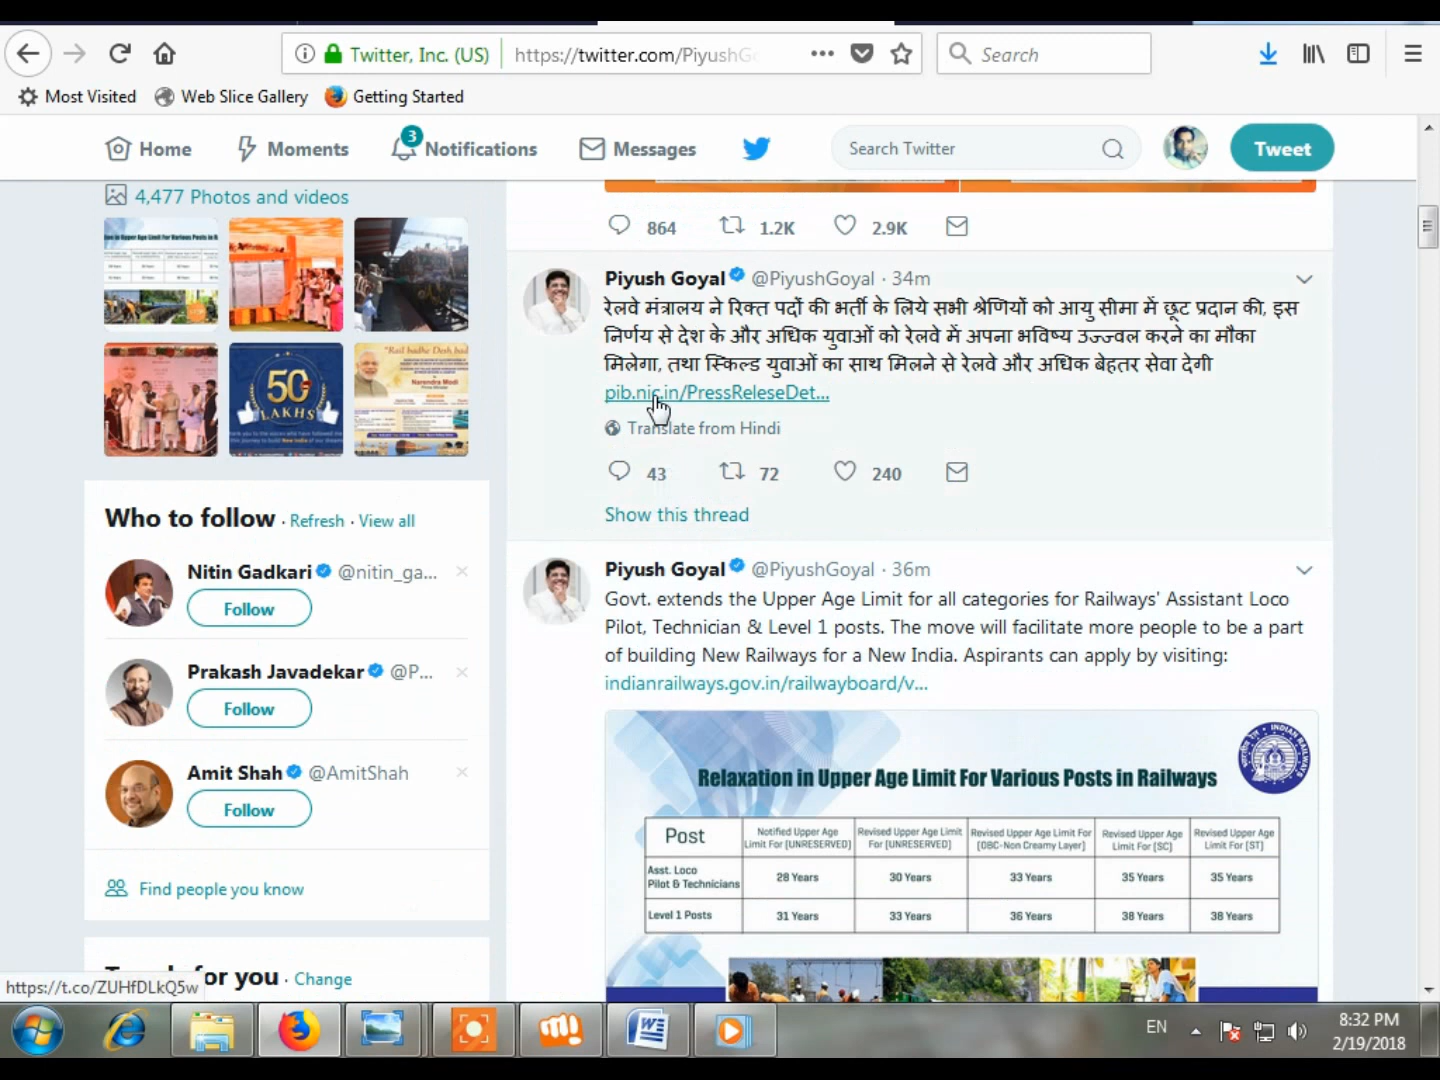 Twitter, Inc. (US)
https://twitter.com/PiyushG
Search
Most Visited
Web Slice Gallery
Getting Started
Home
Moments
3
Notifications
Messages
Search Twitter
Tweet
4,477 Photos and videos
50
LAKHS
"Rail badhe Desh bad
Narendra Modi
Who to follow · Refresh · View all
Nitin Gadkari @nitin_ga...
Follow
Prakash Javadekar @P...
Follow
Amit Shah @AmitShah
Follow
Find people you know
for you · Change
https://t.co/ZUHfDLkQ5w
864
1.2K
2.9K
Piyush Goyal @PiyushGoyal · 34m
रेलवे मंत्रालय ने रिक्त पदों की भर्ती के लिये सभी श्रेणियों को आयु सीमा में छूट प्रदान की, इस
निर्णय से देश के और अधिक युवाओं को रेलवे में अपना भविष्य उज्ज्वल करने का मौका
मिलेगा, तथा स्किल्ड युवाओं का साथ मिलने से रेलवे और अधिक बेहतर सेवा देगी
pib.nic.in/PressReleseDet...
Translate from Hindi
43
72
240
Show this thread
Piyush Goyal @PiyushGoyal · 36m
Govt. extends the Upper Age Limit for all categories for Railways' Assistant Loco
Pilot, Technician & Level 1 posts. The move will facilitate more people to be a part
of building New Railways for a New India. Aspirants can apply by visiting:
indianrailways.gov.in/railwayboard/v...
Relaxation in Upper Age Limit For Various Posts in Railways
Post
Notified Upper Age
Limit For [UNRESERVED]
Revised Upper Age Limit
For [UNRESERVED]
Revised Upper Age Limit For
[OBC-Non Creamy Layer]
Revised Upper Age
Limit For [SC]
Revised Upper Age
Limit For [ST]
Asst. Loco
Pilot & Technicians
28 Years
30 Years
33 Years
35 Years
35 Years
Level 1 Posts
31 Years
33 Years
36 Years
38 Years
38 Years
EN
8:32 PM
2/19/2018